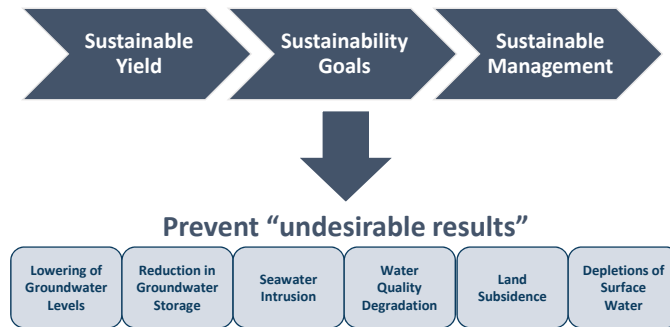 Sustainable
Yield
Sustainability
Goals
Sustainable
Management
Prevent “undesirable results”
Lowering of
Groundwater
Levels
Reduction in
Groundwater
Storage
Seawater
Intrusion
Water
Quality
Degradation
Land
Subsidence
Depletions of
Surface
Water